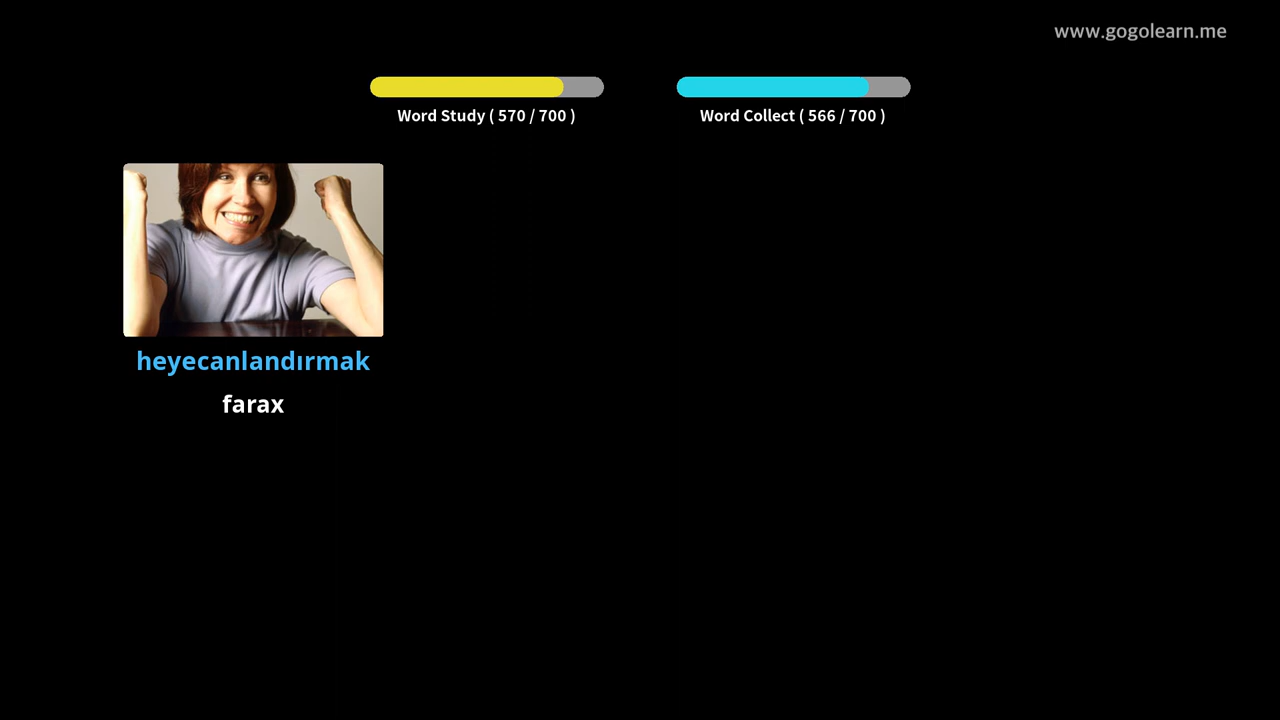 www.gogolearn.me
Word Study ( 570 / 700 )
Word Collect ( 566 / 700 )
heyecanlandırmak
farax